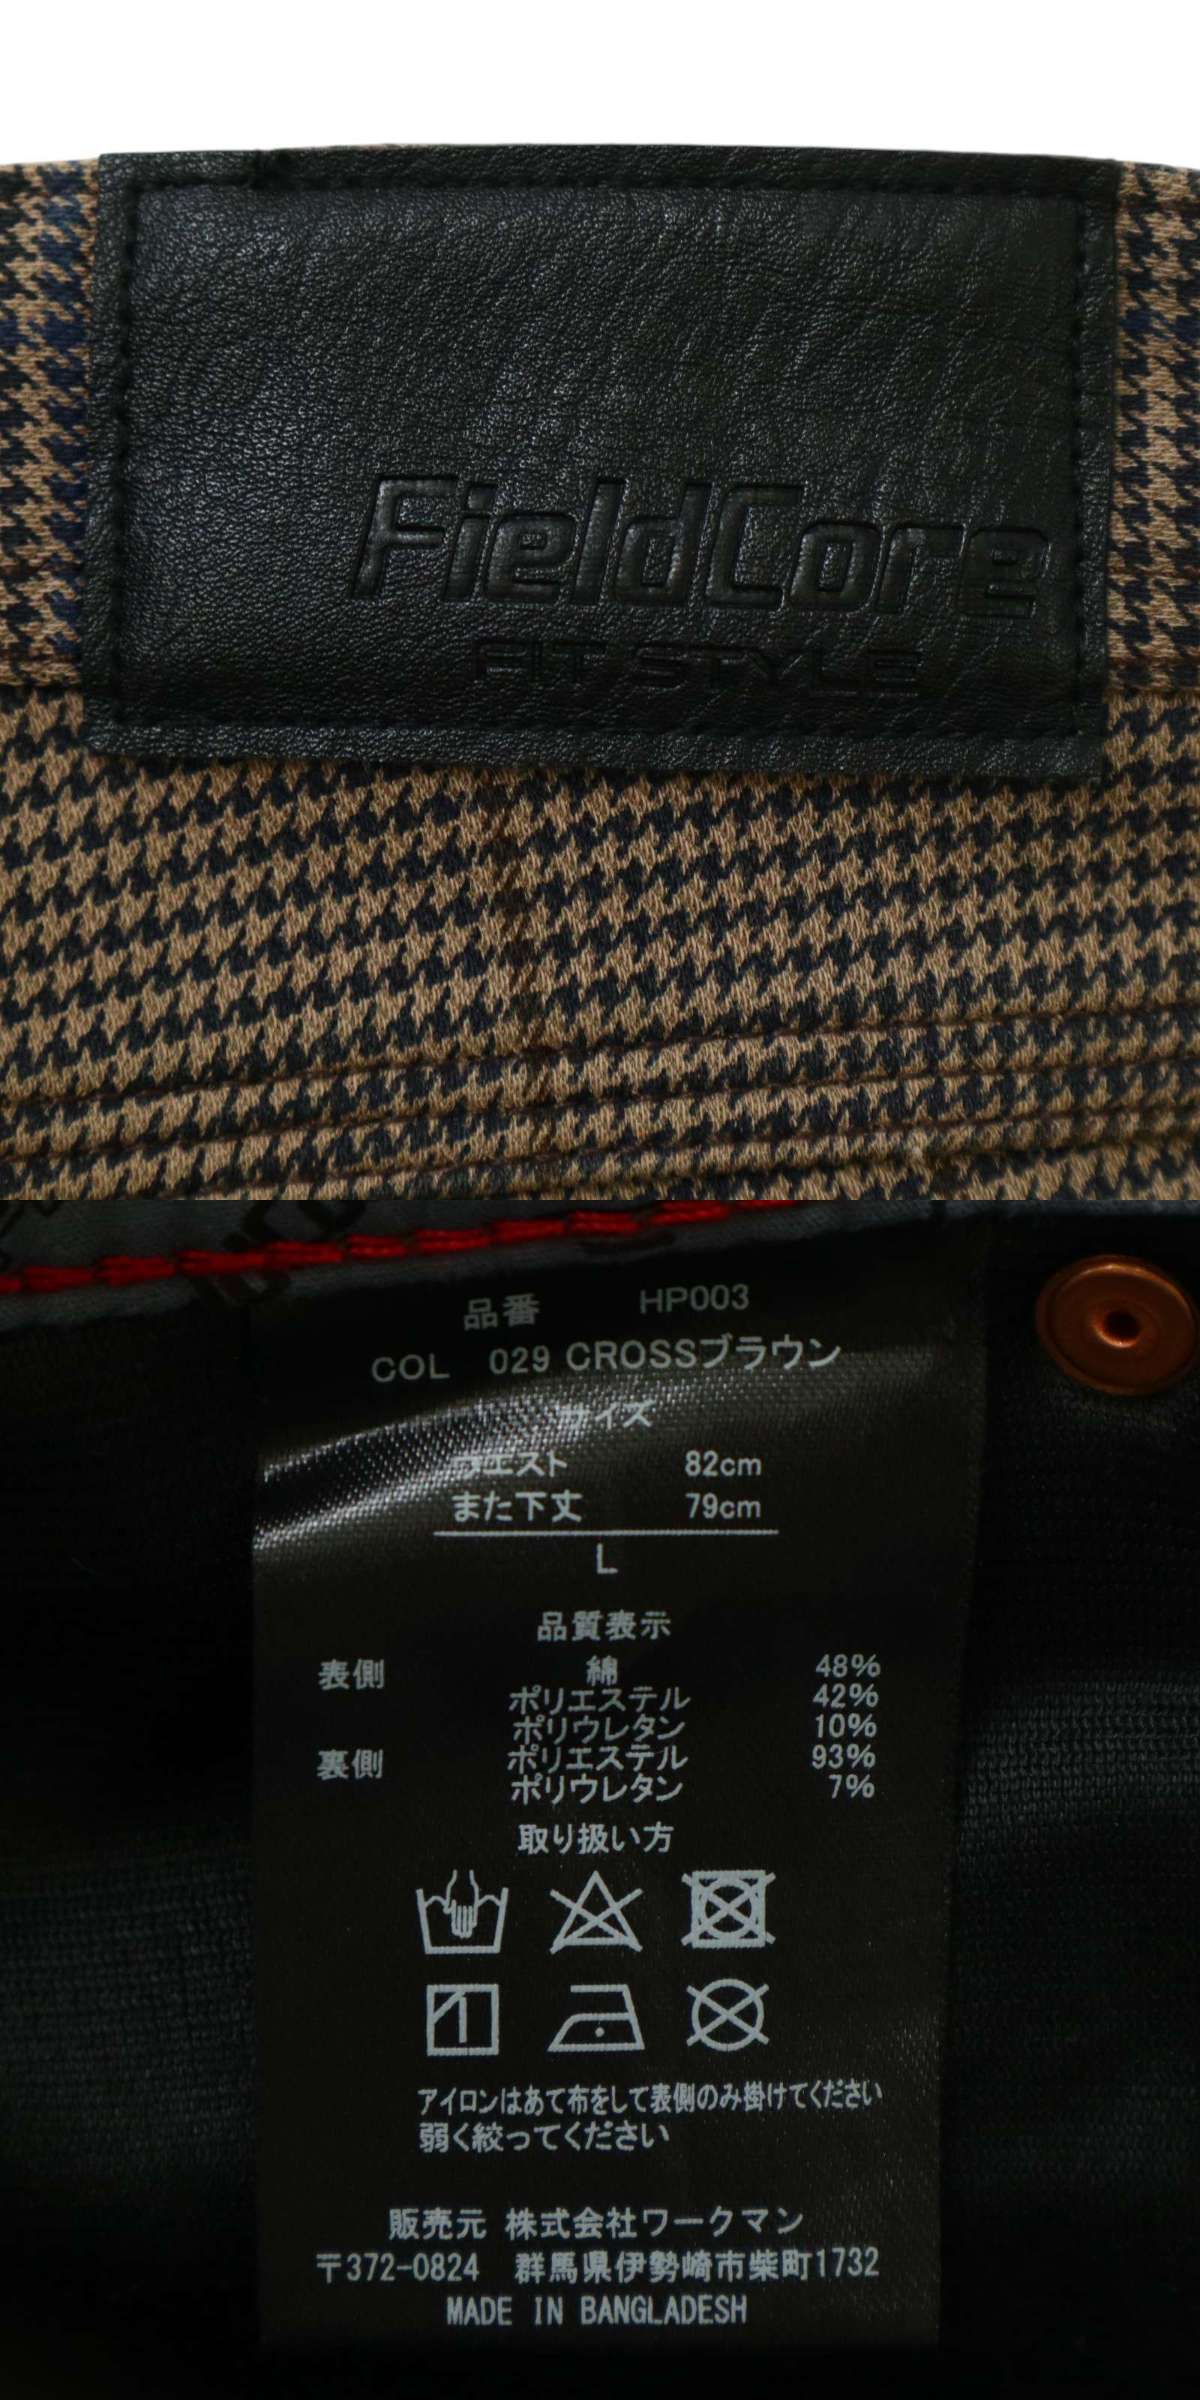 FieldCore
FIT STYLE
品番 HP003
COL 029 CROSSブラウン
サイズ
ウエスト 82cm
また下丈 79cm
L
品質表示
表側 綿 48%
ポリエステル 42%
ポリウレタン 10%
裏側 ポリエステル 93%
ポリウレタン 7%
取り扱い方
アイロンはあて布をして表側のみ掛けてください
弱く絞ってください
販売元 株式会社ワークマン
〒372-0824 群馬県伊勢崎市柴町1732
MADE IN BANGLADESH